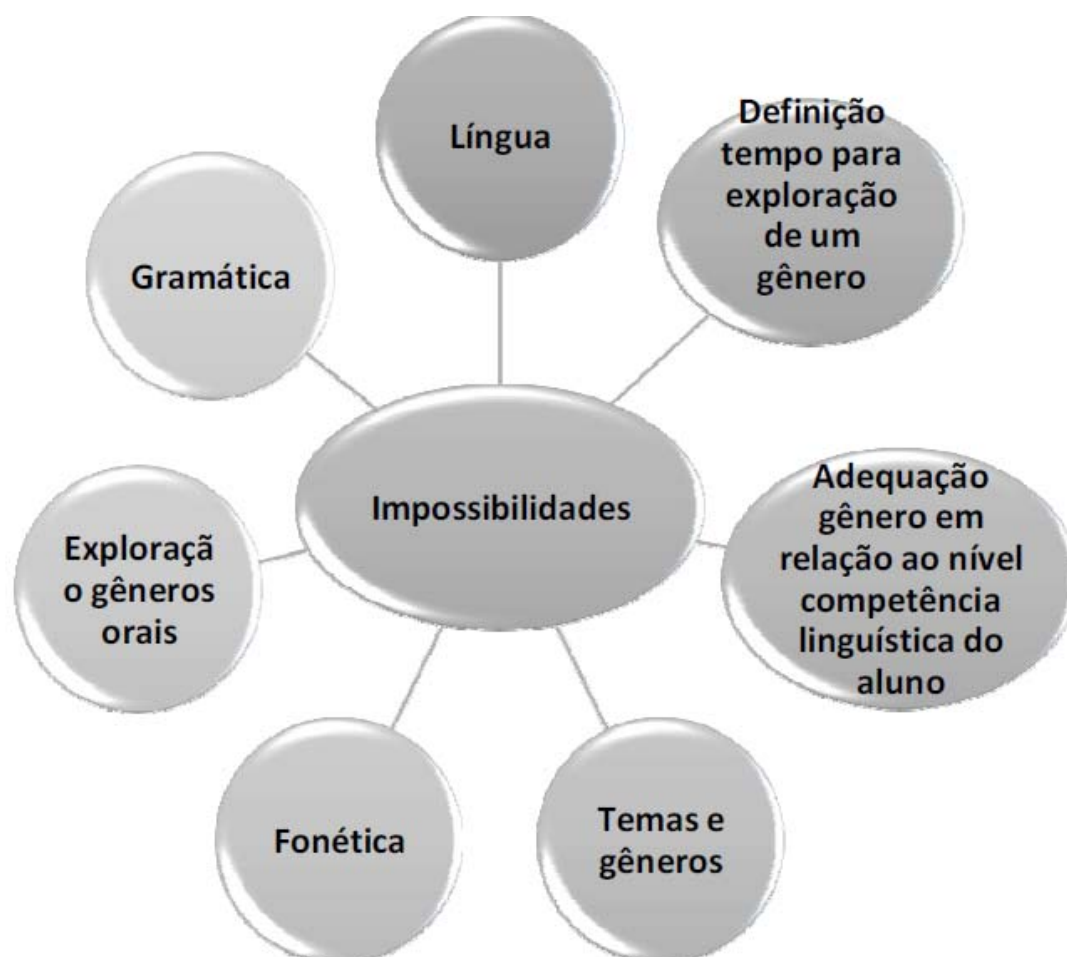 Língua
Definição
tempo para
exploração
de um
gênero
Adequação
gênero em
relação ao nível
competência
linguística do
aluno
Temas e
gêneros
Fonética
Exploraçã
o gêneros
orais
Gramática
Impossibilidades